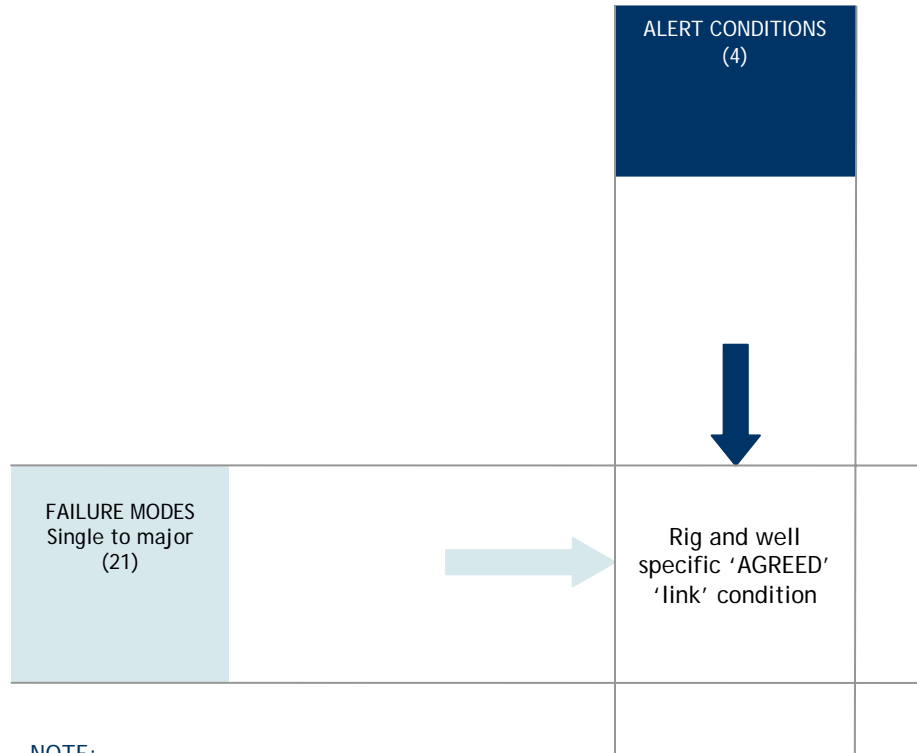 ALERT CONDITIONS
(4)
FAILURE MODES
Single to major
(21)
Rig and well
specific ‘AGREED’
‘link’ condition
NOTE: